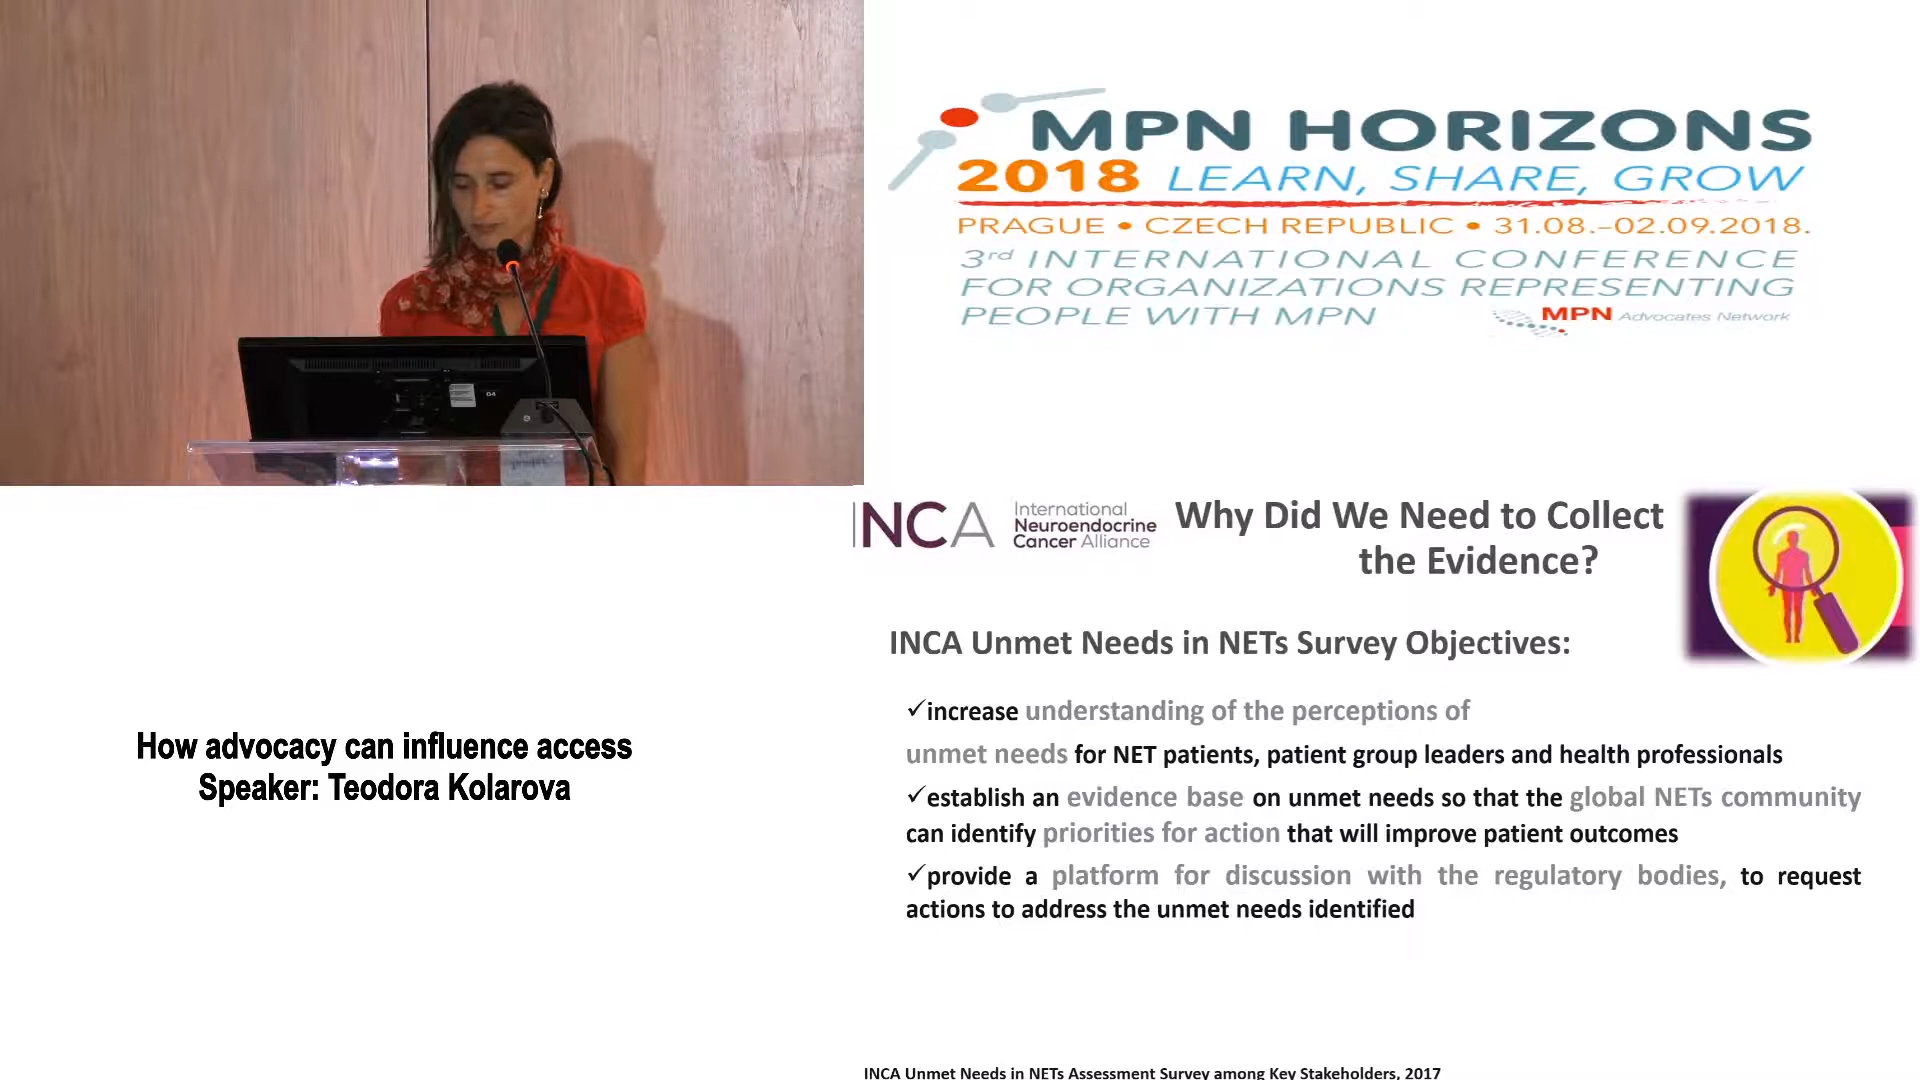 MPN HORIZONS
2018 LEARN, SHARE, GROW
PRAGUE • CZECH REPUBLIC • 31.08.–02.09.2018.
3rd INTERNATIONAL CONFERENCE
FOR ORGANIZATIONS REPRESENTING
PEOPLE WITH MPN
MPN Advocates Network
INCA
International
Neuroendocrine
Cancer Alliance
Why Did We Need to Collect
the Evidence?
INCA Unmet Needs in NETs Survey Objectives:
✓increase understanding of the perceptions of
unmet needs for NET patients, patient group leaders and health professionals
✓establish an evidence base on unmet needs so that the global NETs community
can identify priorities for action that will improve patient outcomes
✓provide a platform for discussion with the regulatory bodies, to request
actions to address the unmet needs identified
How advocacy can influence access
Speaker: Teodora Kolarova
INCA Unmet Needs in NETs Assessment Survey among Key Stakeholders, 2017